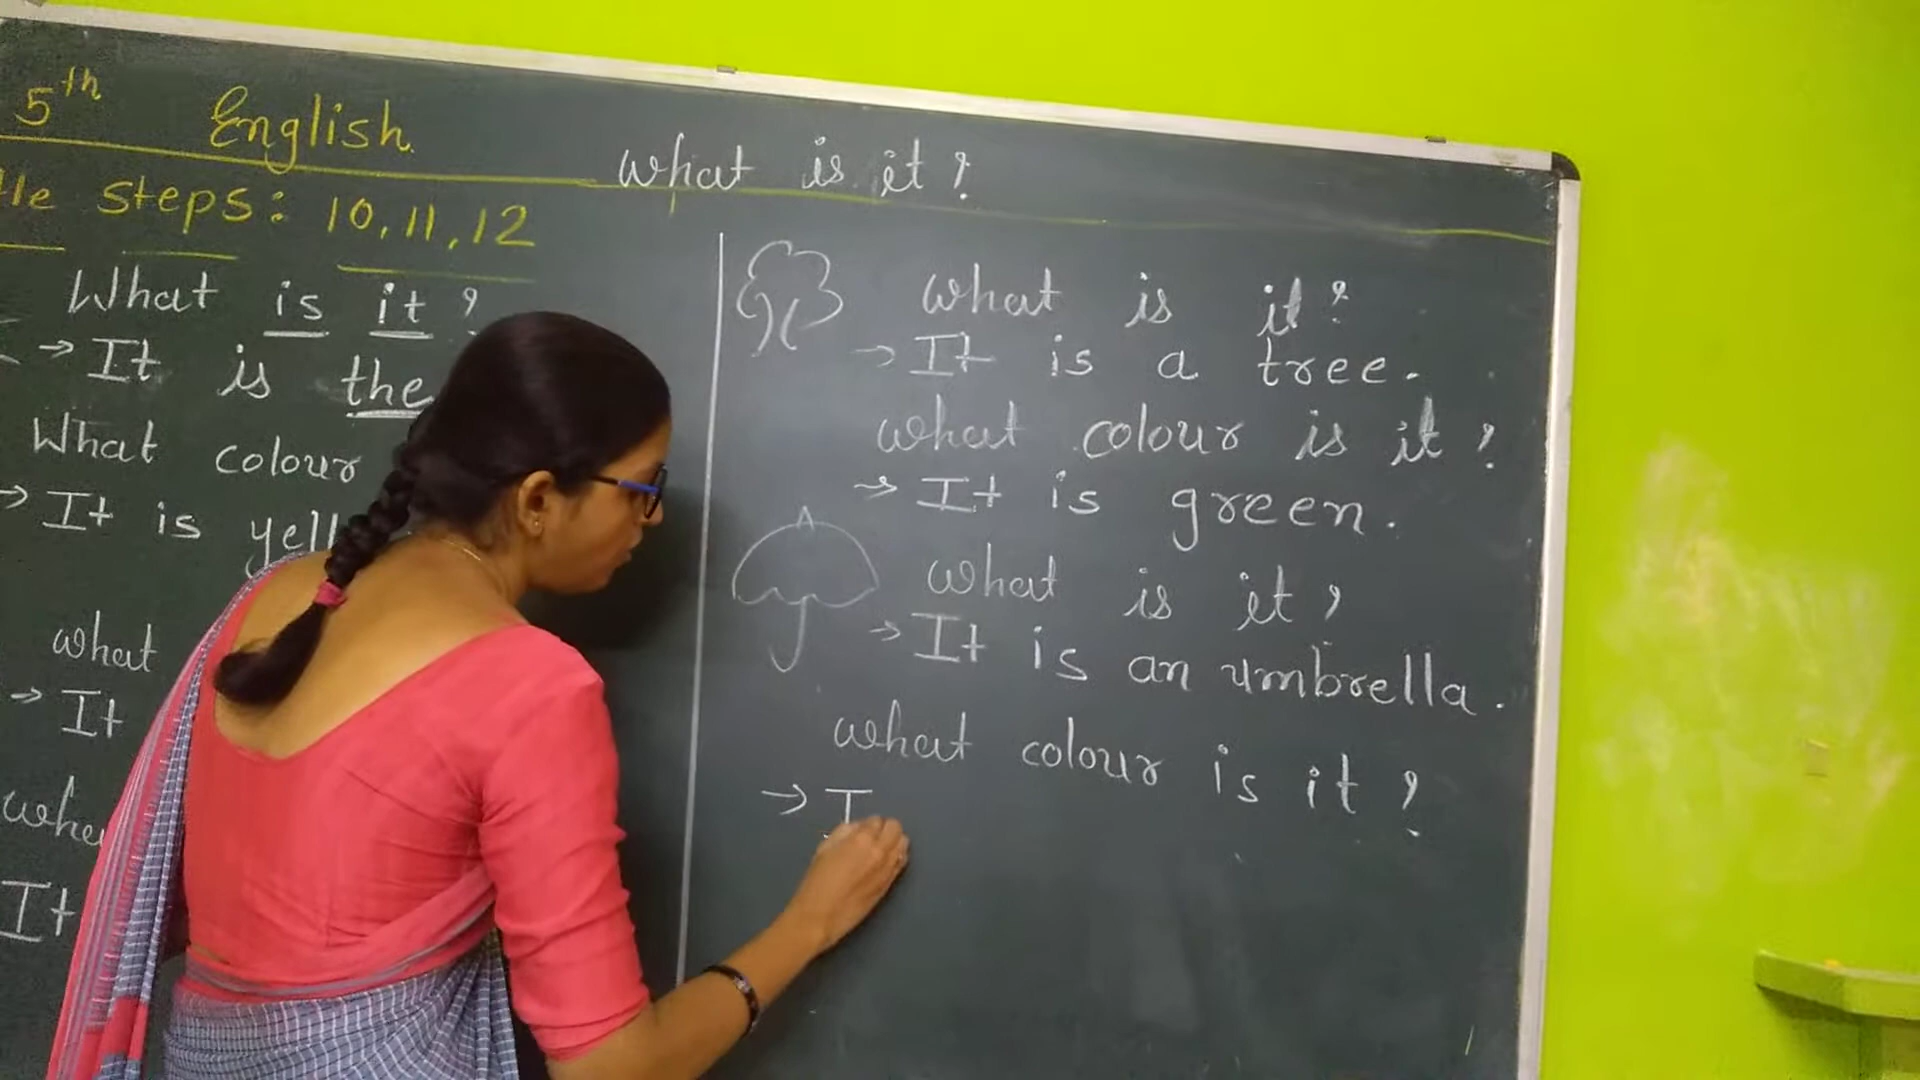 5th English
steps: 10, 11, 12
What is it?
What is it?
→ It is the
What colour
→ It is
what
→ It
It
what is it?
→ It is a tree.
what colour is it?
→ It is green.
what is it?
→ It is an umbrella.
what colour is it?
→ I